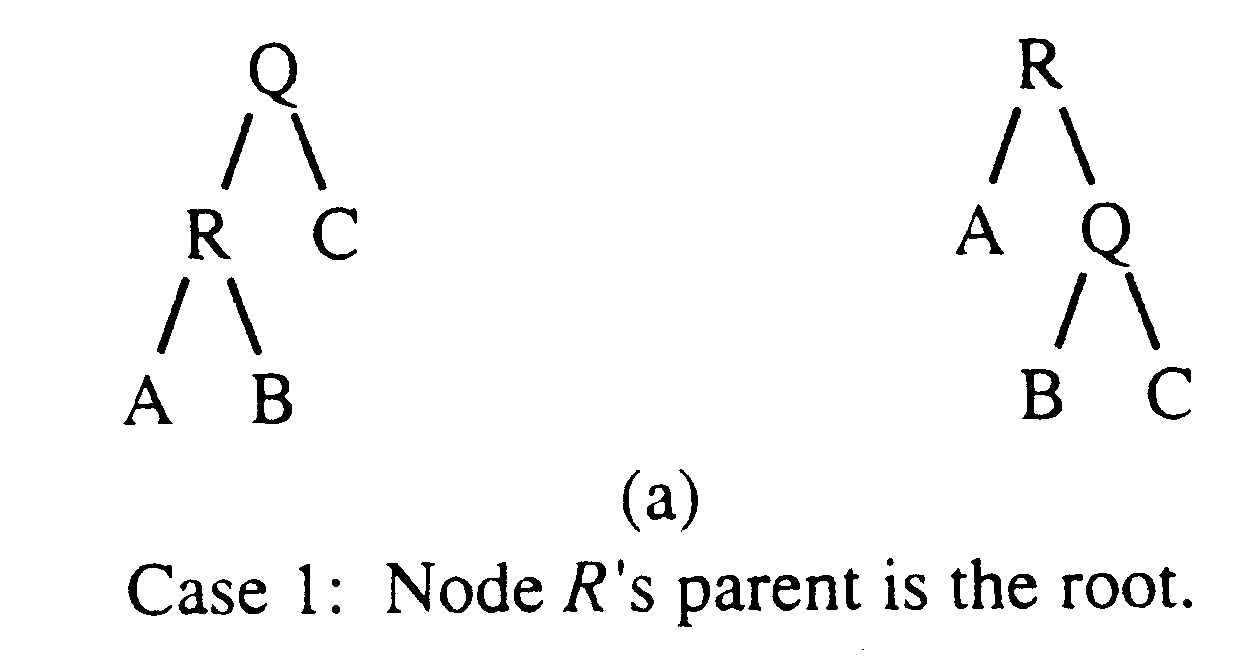 Q R
R C A Q
A B B C
(a)
Case 1: Node R's parent is the root.